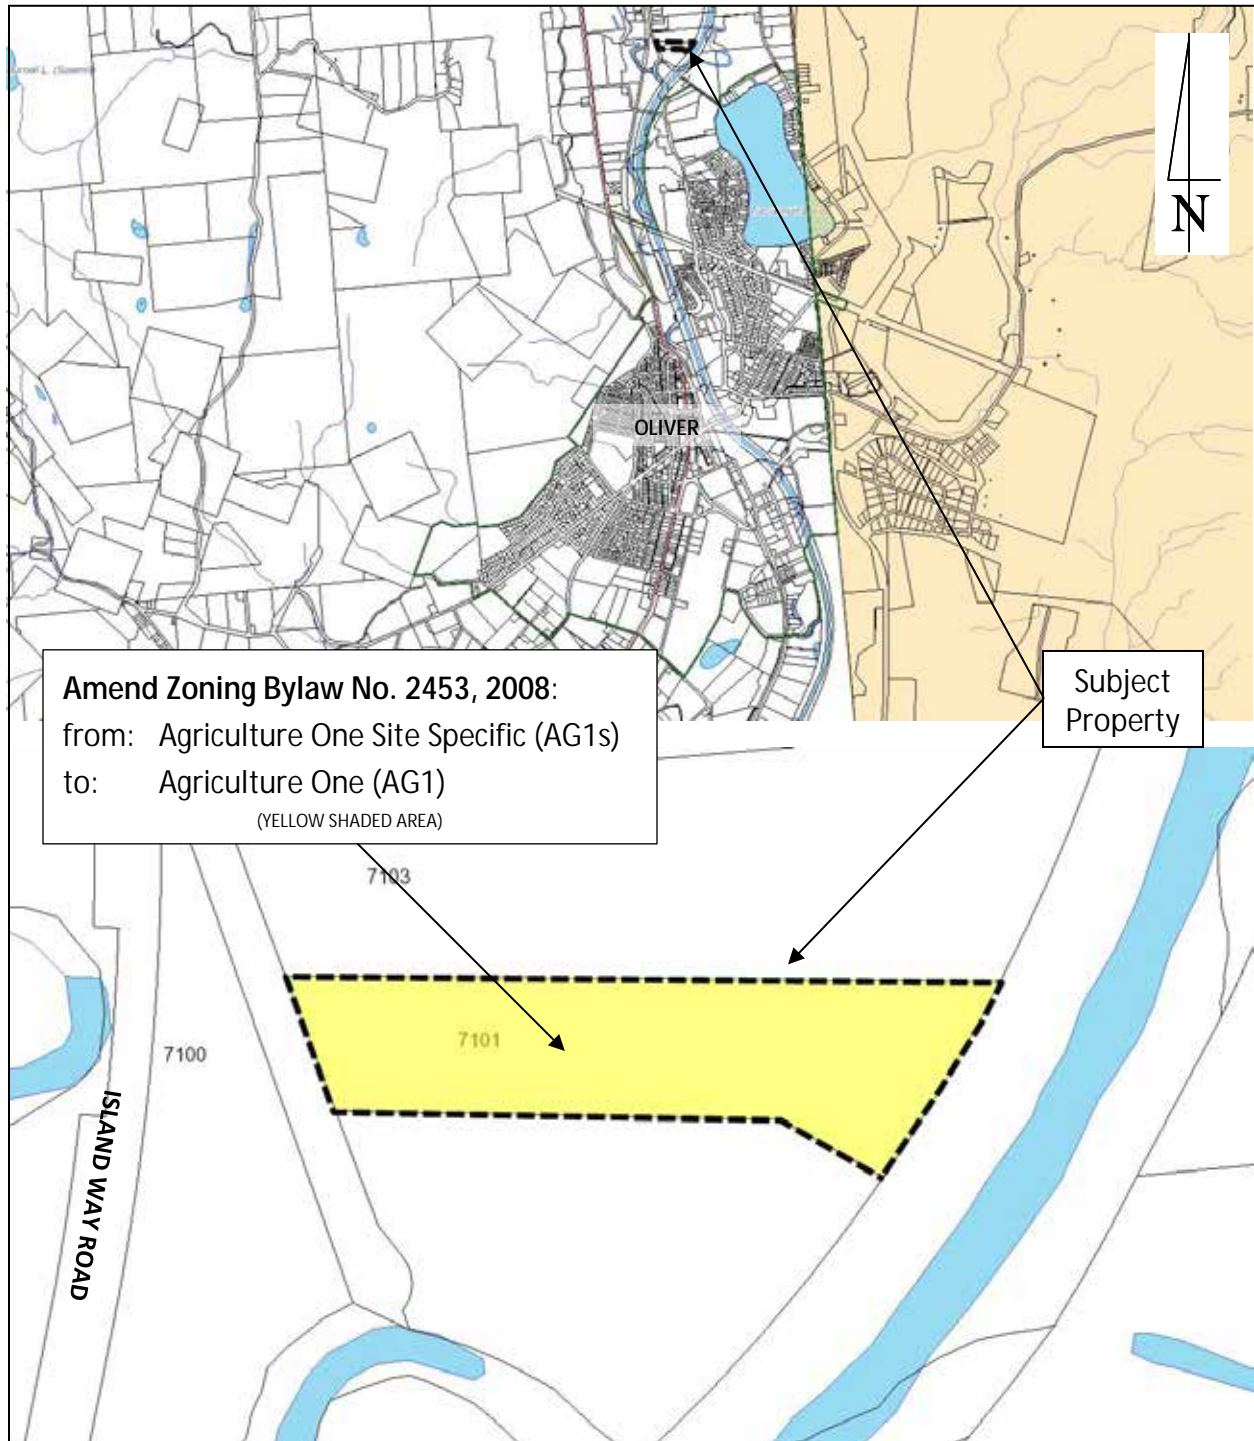 N
OLIVER
Amend Zoning Bylaw No. 2453, 2008:
from: Agriculture One Site Specific (AG1s)
to: Agriculture One (AG1)
(YELLOW SHADED AREA)
Subject
Property
7103
7101
7100
ISLAND WAY ROAD